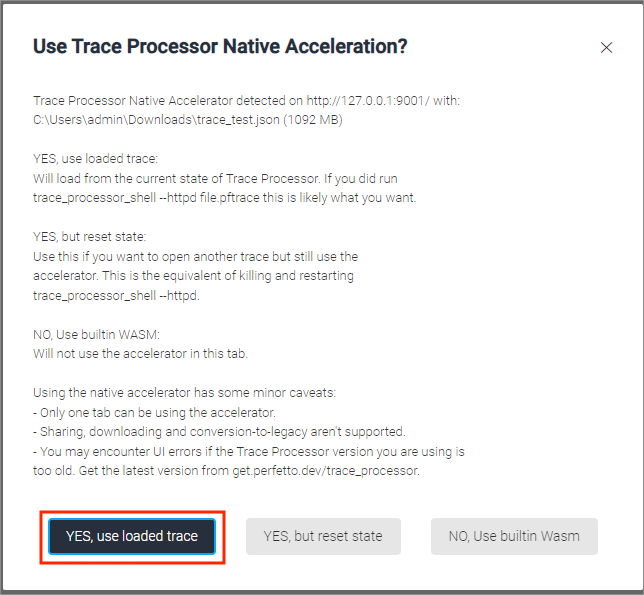 Use Trace Processor Native Acceleration?
Trace Processor Native Accelerator detected on http://127.0.0.1:9001/ with:
C:\Users\admin\Downloads\trace_test.json (1092 MB)
YES, use loaded trace:
Will load from the current state of Trace Processor. If you did run
trace_processor_shell --httpd file.pftrace this is likely what you want.
YES, but reset state:
Use this if you want to open another trace but still use the
accelerator. This is the equivalent of killing and restarting
trace_processor_shell --httpd.
NO, Use builtin WASM:
Will not use the accelerator in this tab.
Using the native accelerator has some minor caveats:
- Only one tab can be using the accelerator.
- Sharing, downloading and conversion-to-legacy aren't supported.
- You may encounter UI errors if the Trace Processor version you are using is
too old. Get the latest version from get.perfetto.dev/trace_processor.
YES, use loaded trace
YES, but reset state
NO, Use builtin Wasm